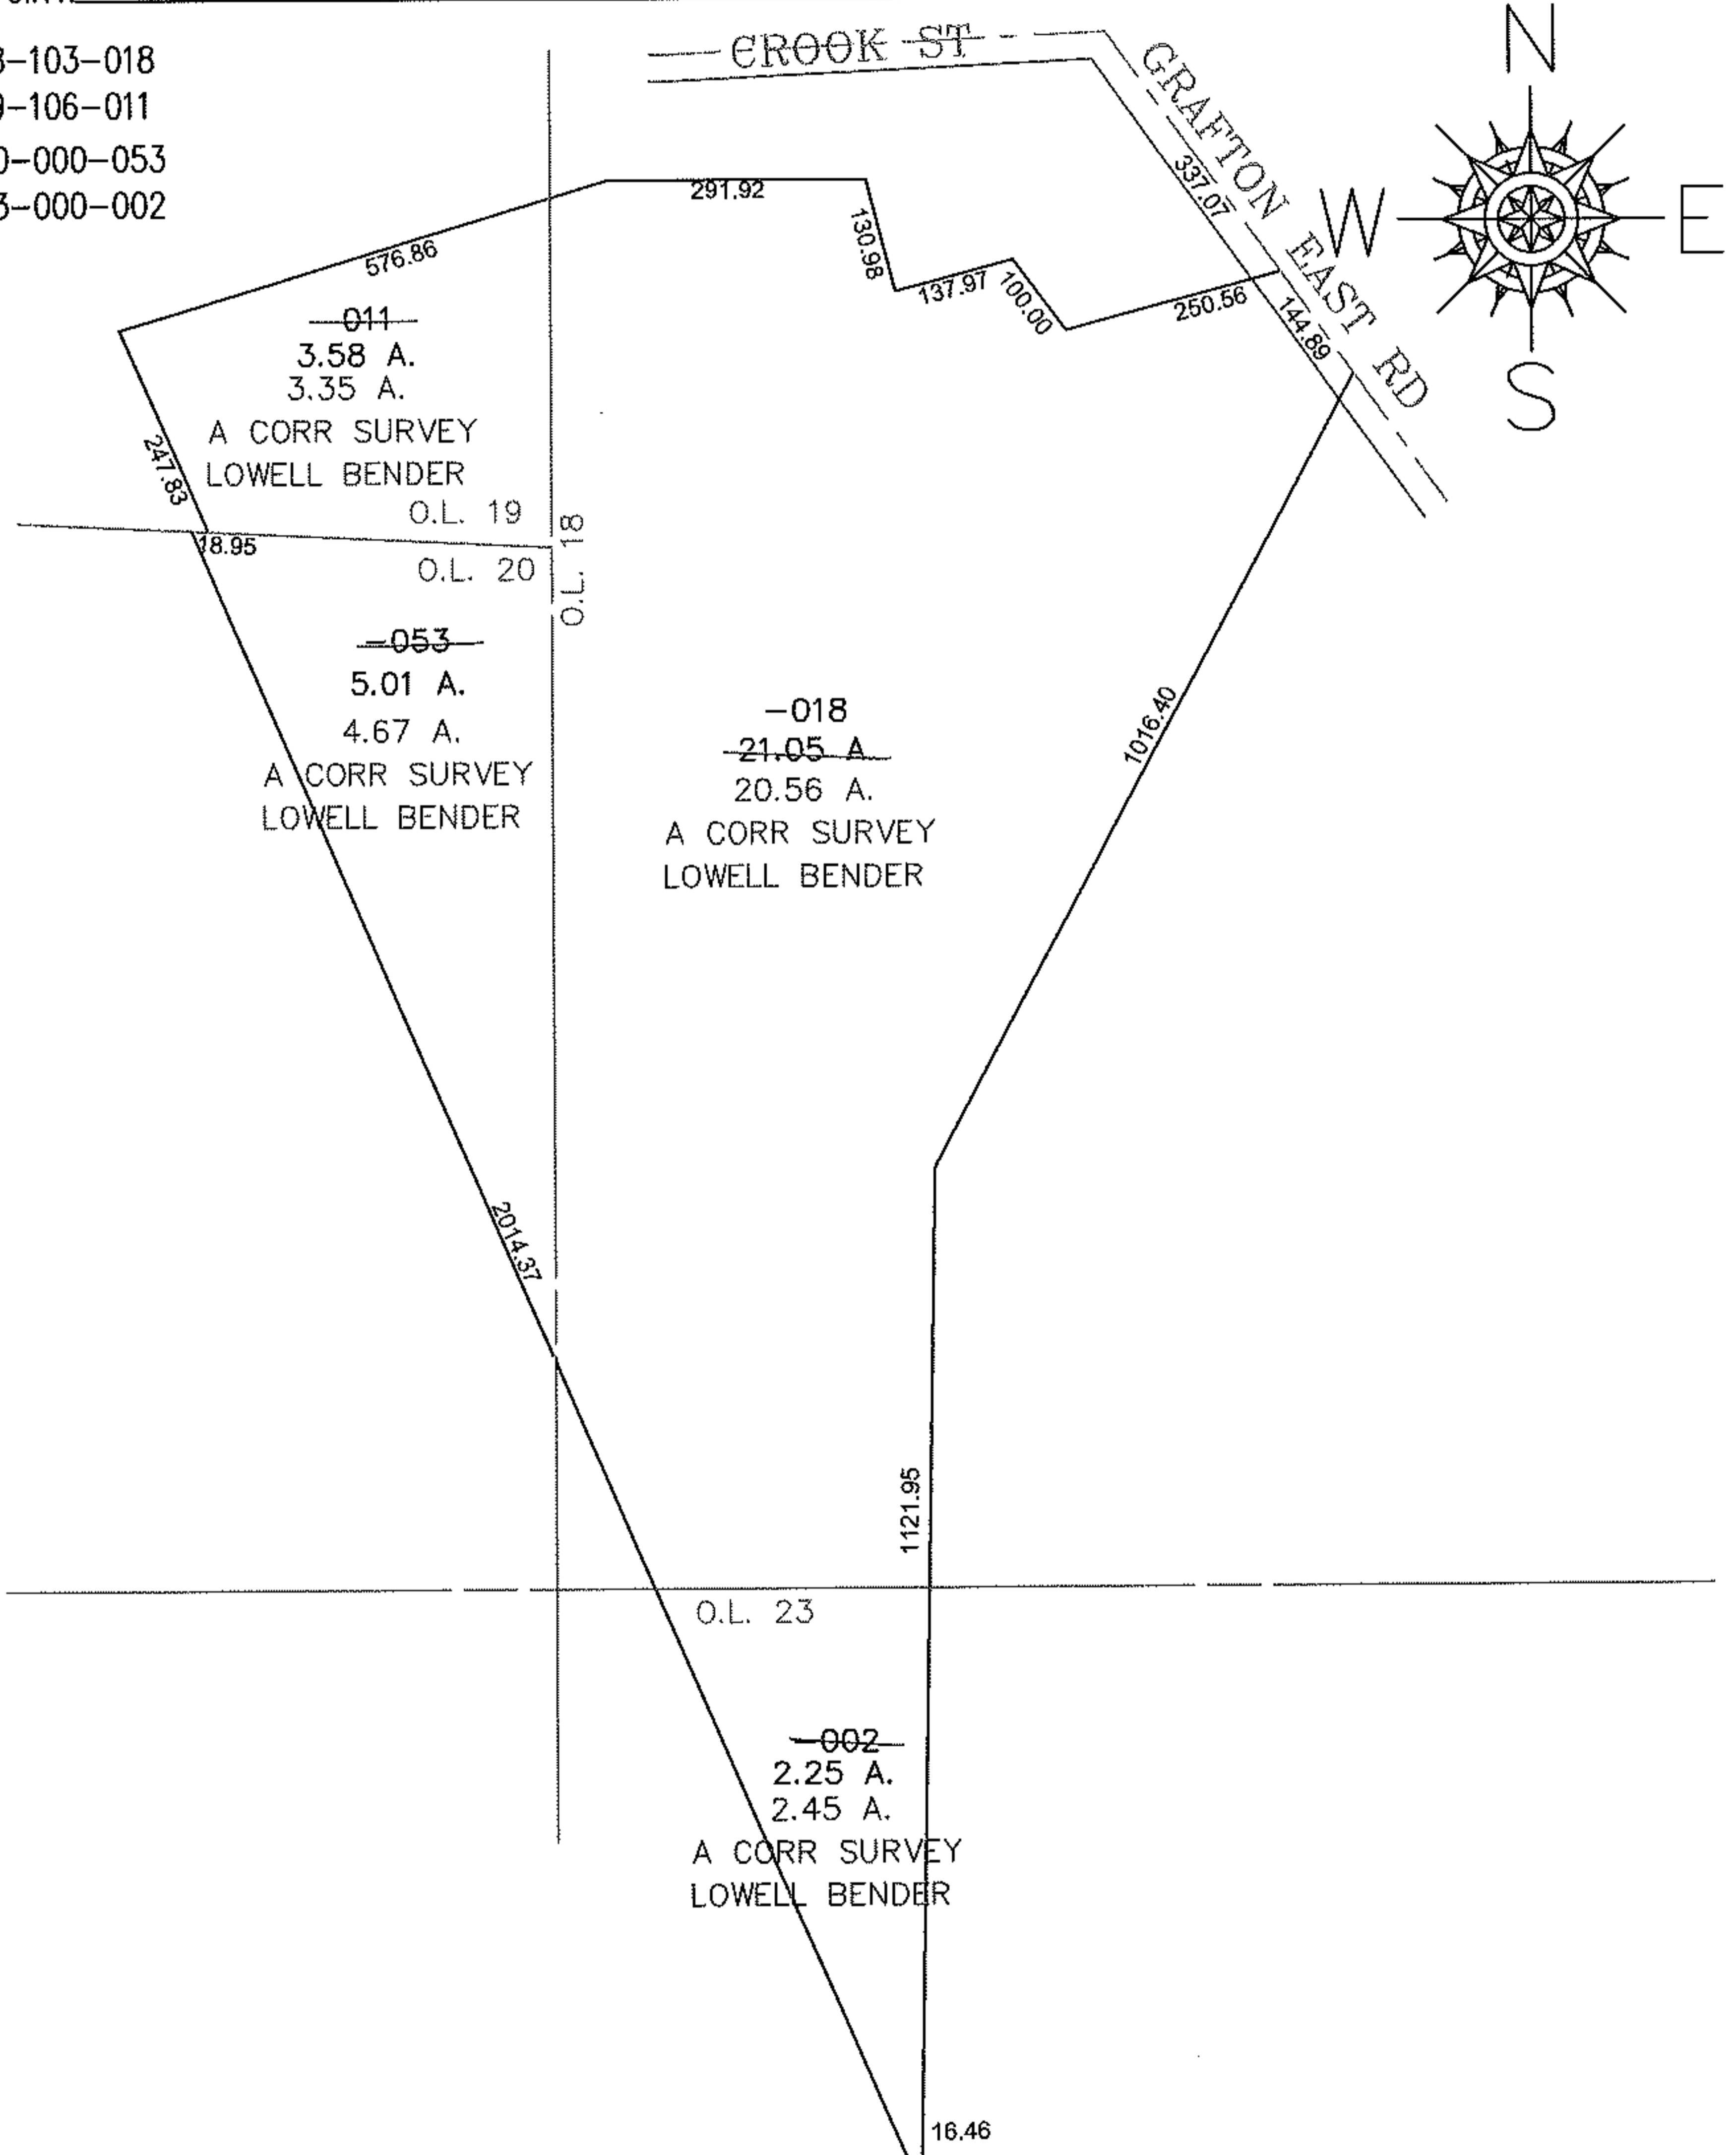 3-103-018
9-106-011
0-000-053
3-000-002
CROOK ST
GRAFTON EAST RD
N
W
E
S
291.92
576.86
130.98
137.97
100.00
250.56
337.07
144.89
-011
3.58 A.
3.35 A.
A CORR SURVEY
LOWELL BENDER
247.83
O.L. 19
18.95
O.L. 20
O.L. 18
-053
5.01 A.
4.67 A.
A CORR SURVEY
LOWELL BENDER
-018
21.05 A
20.56 A.
A CORR SURVEY
LOWELL BENDER
1016.40
2014.37
1121.95
O.L. 23
-002
2.25 A.
2.45 A.
A CORR SURVEY
LOWELL BENDER
16.46